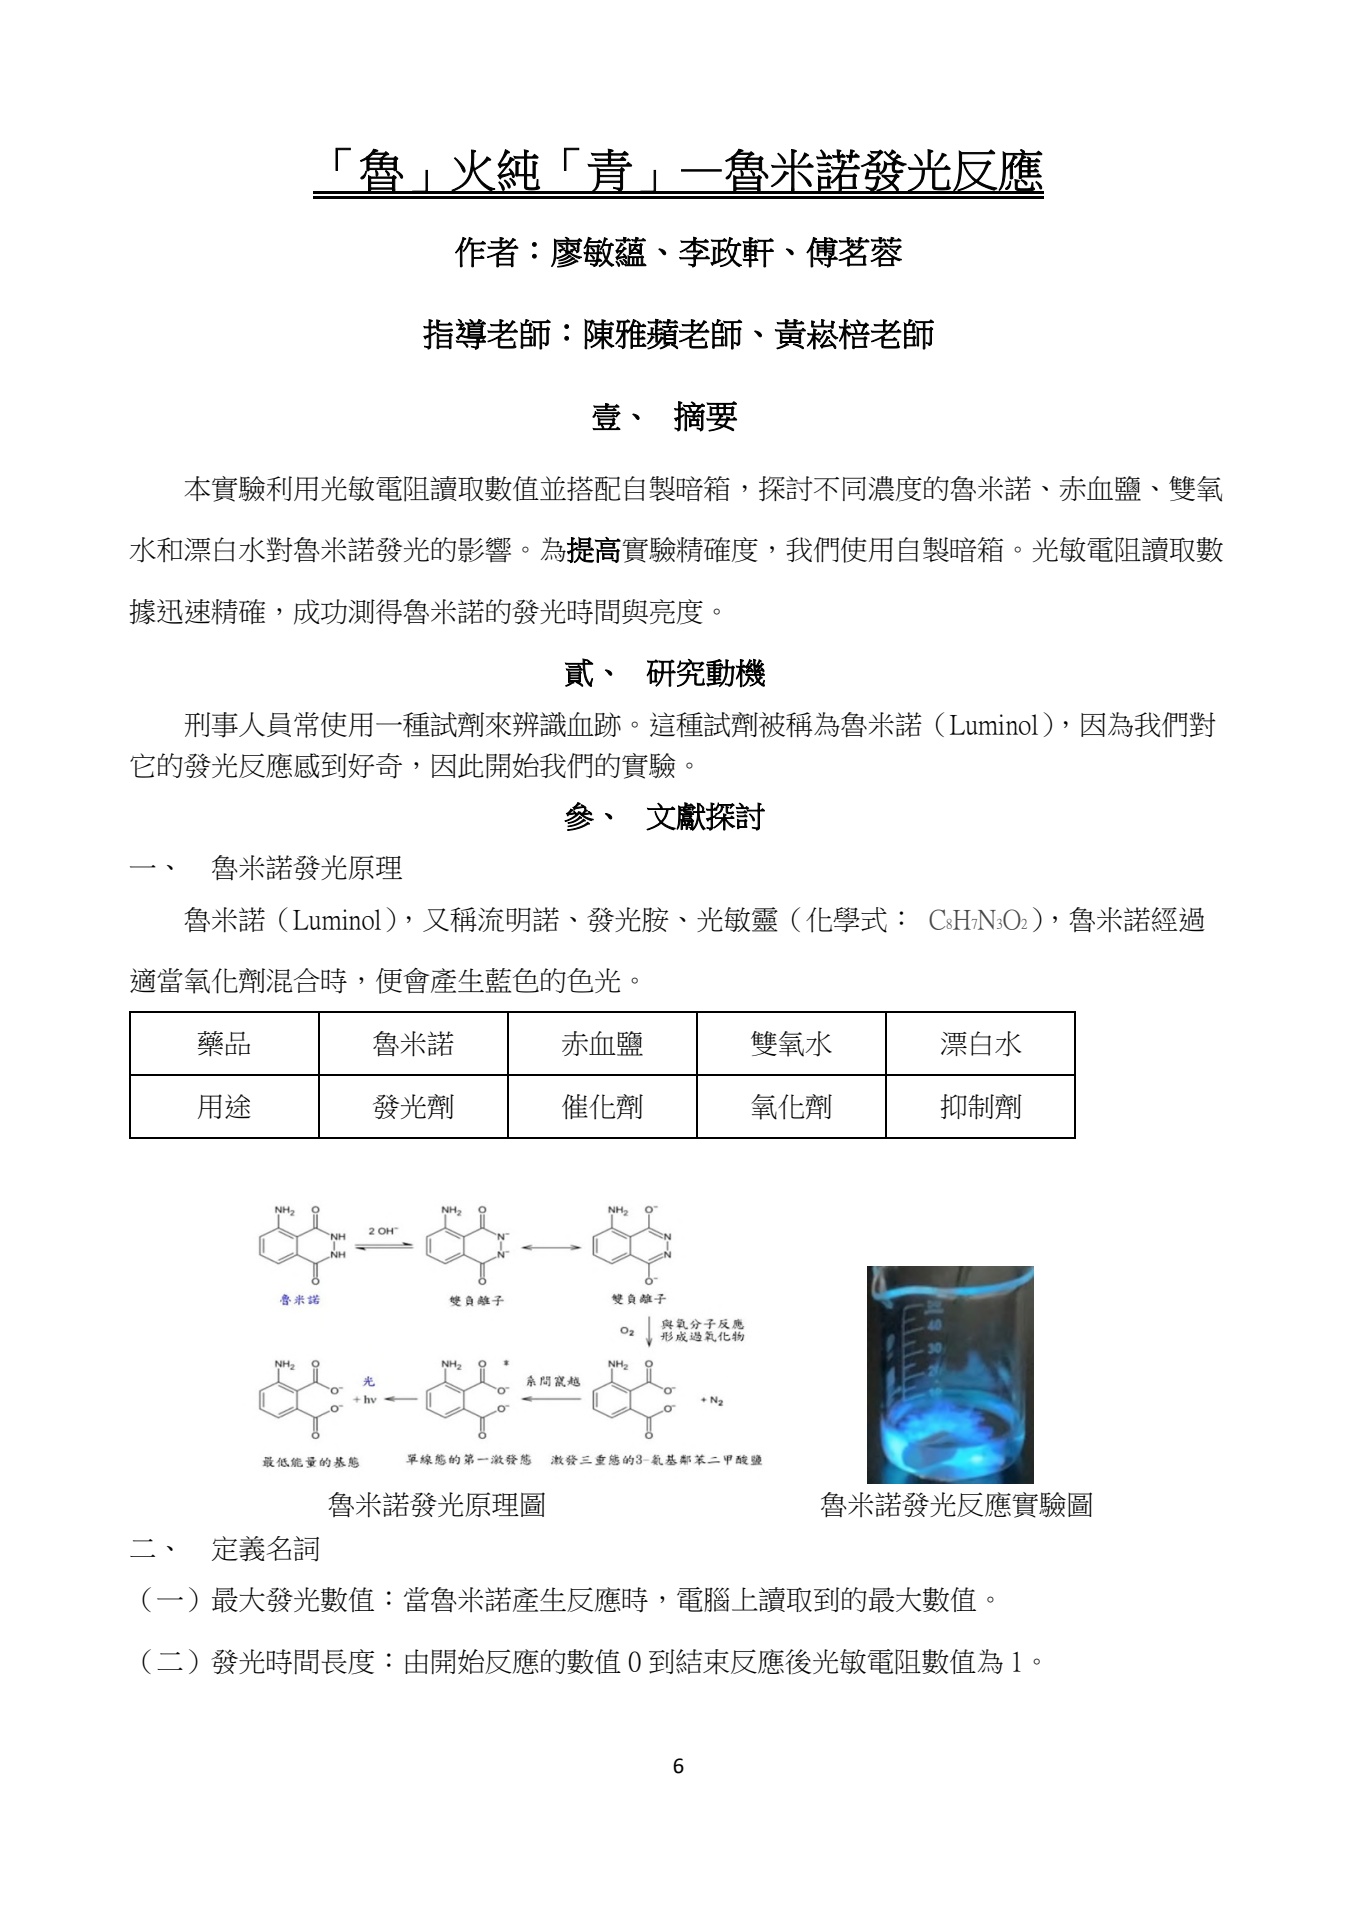 「魯」火純「青」—魯米諾發光反應
作者：廖敏蘊、李政軒、傅茗蓉
指導老師：陳雅蘋老師、黃崧棓老師
壹、 摘要
本實驗利用光敏電阻讀取數值並搭配自製暗箱，探討不同濃度的魯米諾、赤血鹽、雙氧
水和漂白水對魯米諾發光的影響。為提高實驗精確度，我們使用自製暗箱。光敏電阻讀取數
據迅速精確，成功測得魯米諾的發光時間與亮度。
貳、 研究動機
刑事人員常使用一種試劑來辨識血跡。這種試劑被稱為魯米諾（Luminol），因為我們對
它的發光反應感到好奇，因此開始我們的實驗。
參、 文獻探討
一、 魯米諾發光原理
魯米諾（Luminol），又稱流明諾、發光胺、光敏靈（化學式： C₈H₇N₃O₂），魯米諾經過
適當氧化劑混合時，便會產生藍色的色光。
藥品 魯米諾 赤血鹽 雙氧水 漂白水
用途 發光劑 催化劑 氧化劑 抑制劑
NH₂ O NH₂ O NH₂ O⁻
NH 2 OH⁻ N⁻ N
NH N⁻ N
O O O⁻
魯米諾 雙負離子 雙負離子
O₂ 與氧分子反應
形成過氧化物
NH₂ O NH₂ O * NH₂ O
O⁻ 光 O⁻ 系間竄越 O⁻
O⁻ + hv O⁻ O⁻ + N₂
O O O
最低能量的基態 單線態的第一激發態 激發三重態的3-氨基鄰苯二甲酸鹽
50
40
30
20
10
魯米諾發光原理圖 魯米諾發光反應實驗圖
二、 定義名詞
（一）最大發光數值：當魯米諾產生反應時，電腦上讀取到的最大數值。
（二）發光時間長度：由開始反應的數值 0 到結束反應後光敏電阻數值為 1。
6